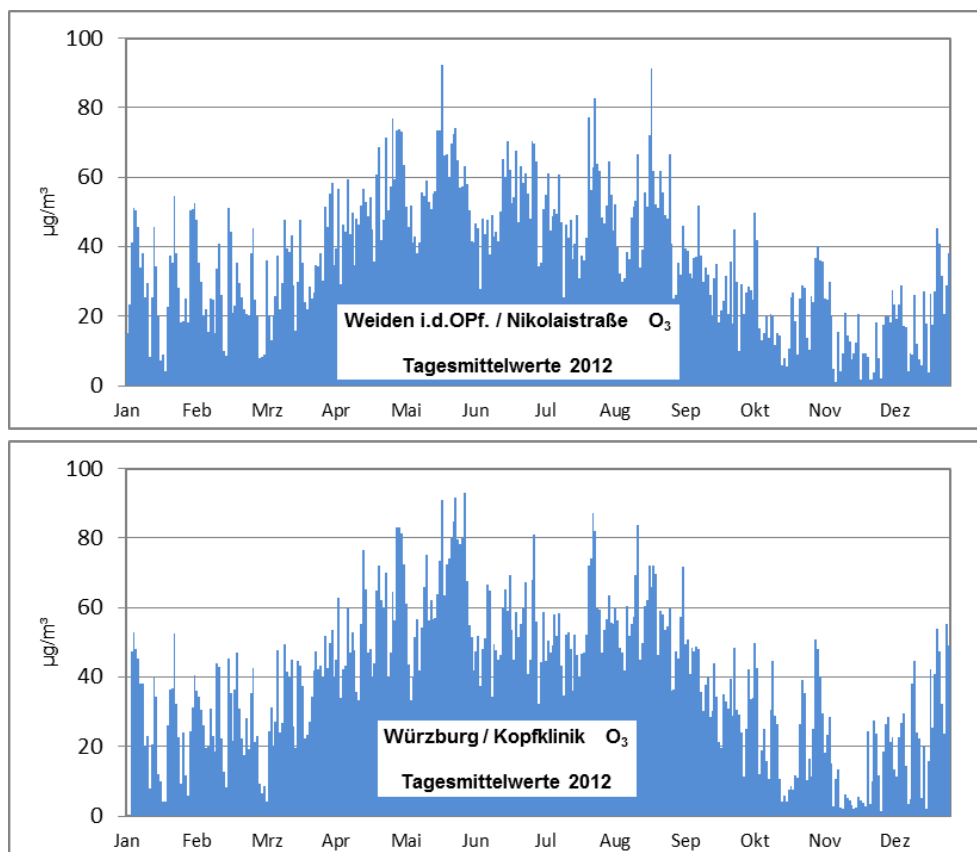 100
80
60
40
20
0
µg/m³
Weiden i.d.OPf. / Nikolaistraße O₃
Tagesmittelwerte 2012
Jan Feb Mrz Apr Mai Jun Jul Aug Sep Okt Nov Dez
100
80
60
40
20
0
µg/m³
Würzburg / Kopfklinik O₃
Tagesmittelwerte 2012
Jan Feb Mrz Apr Mai Jun Jul Aug Sep Okt Nov Dez